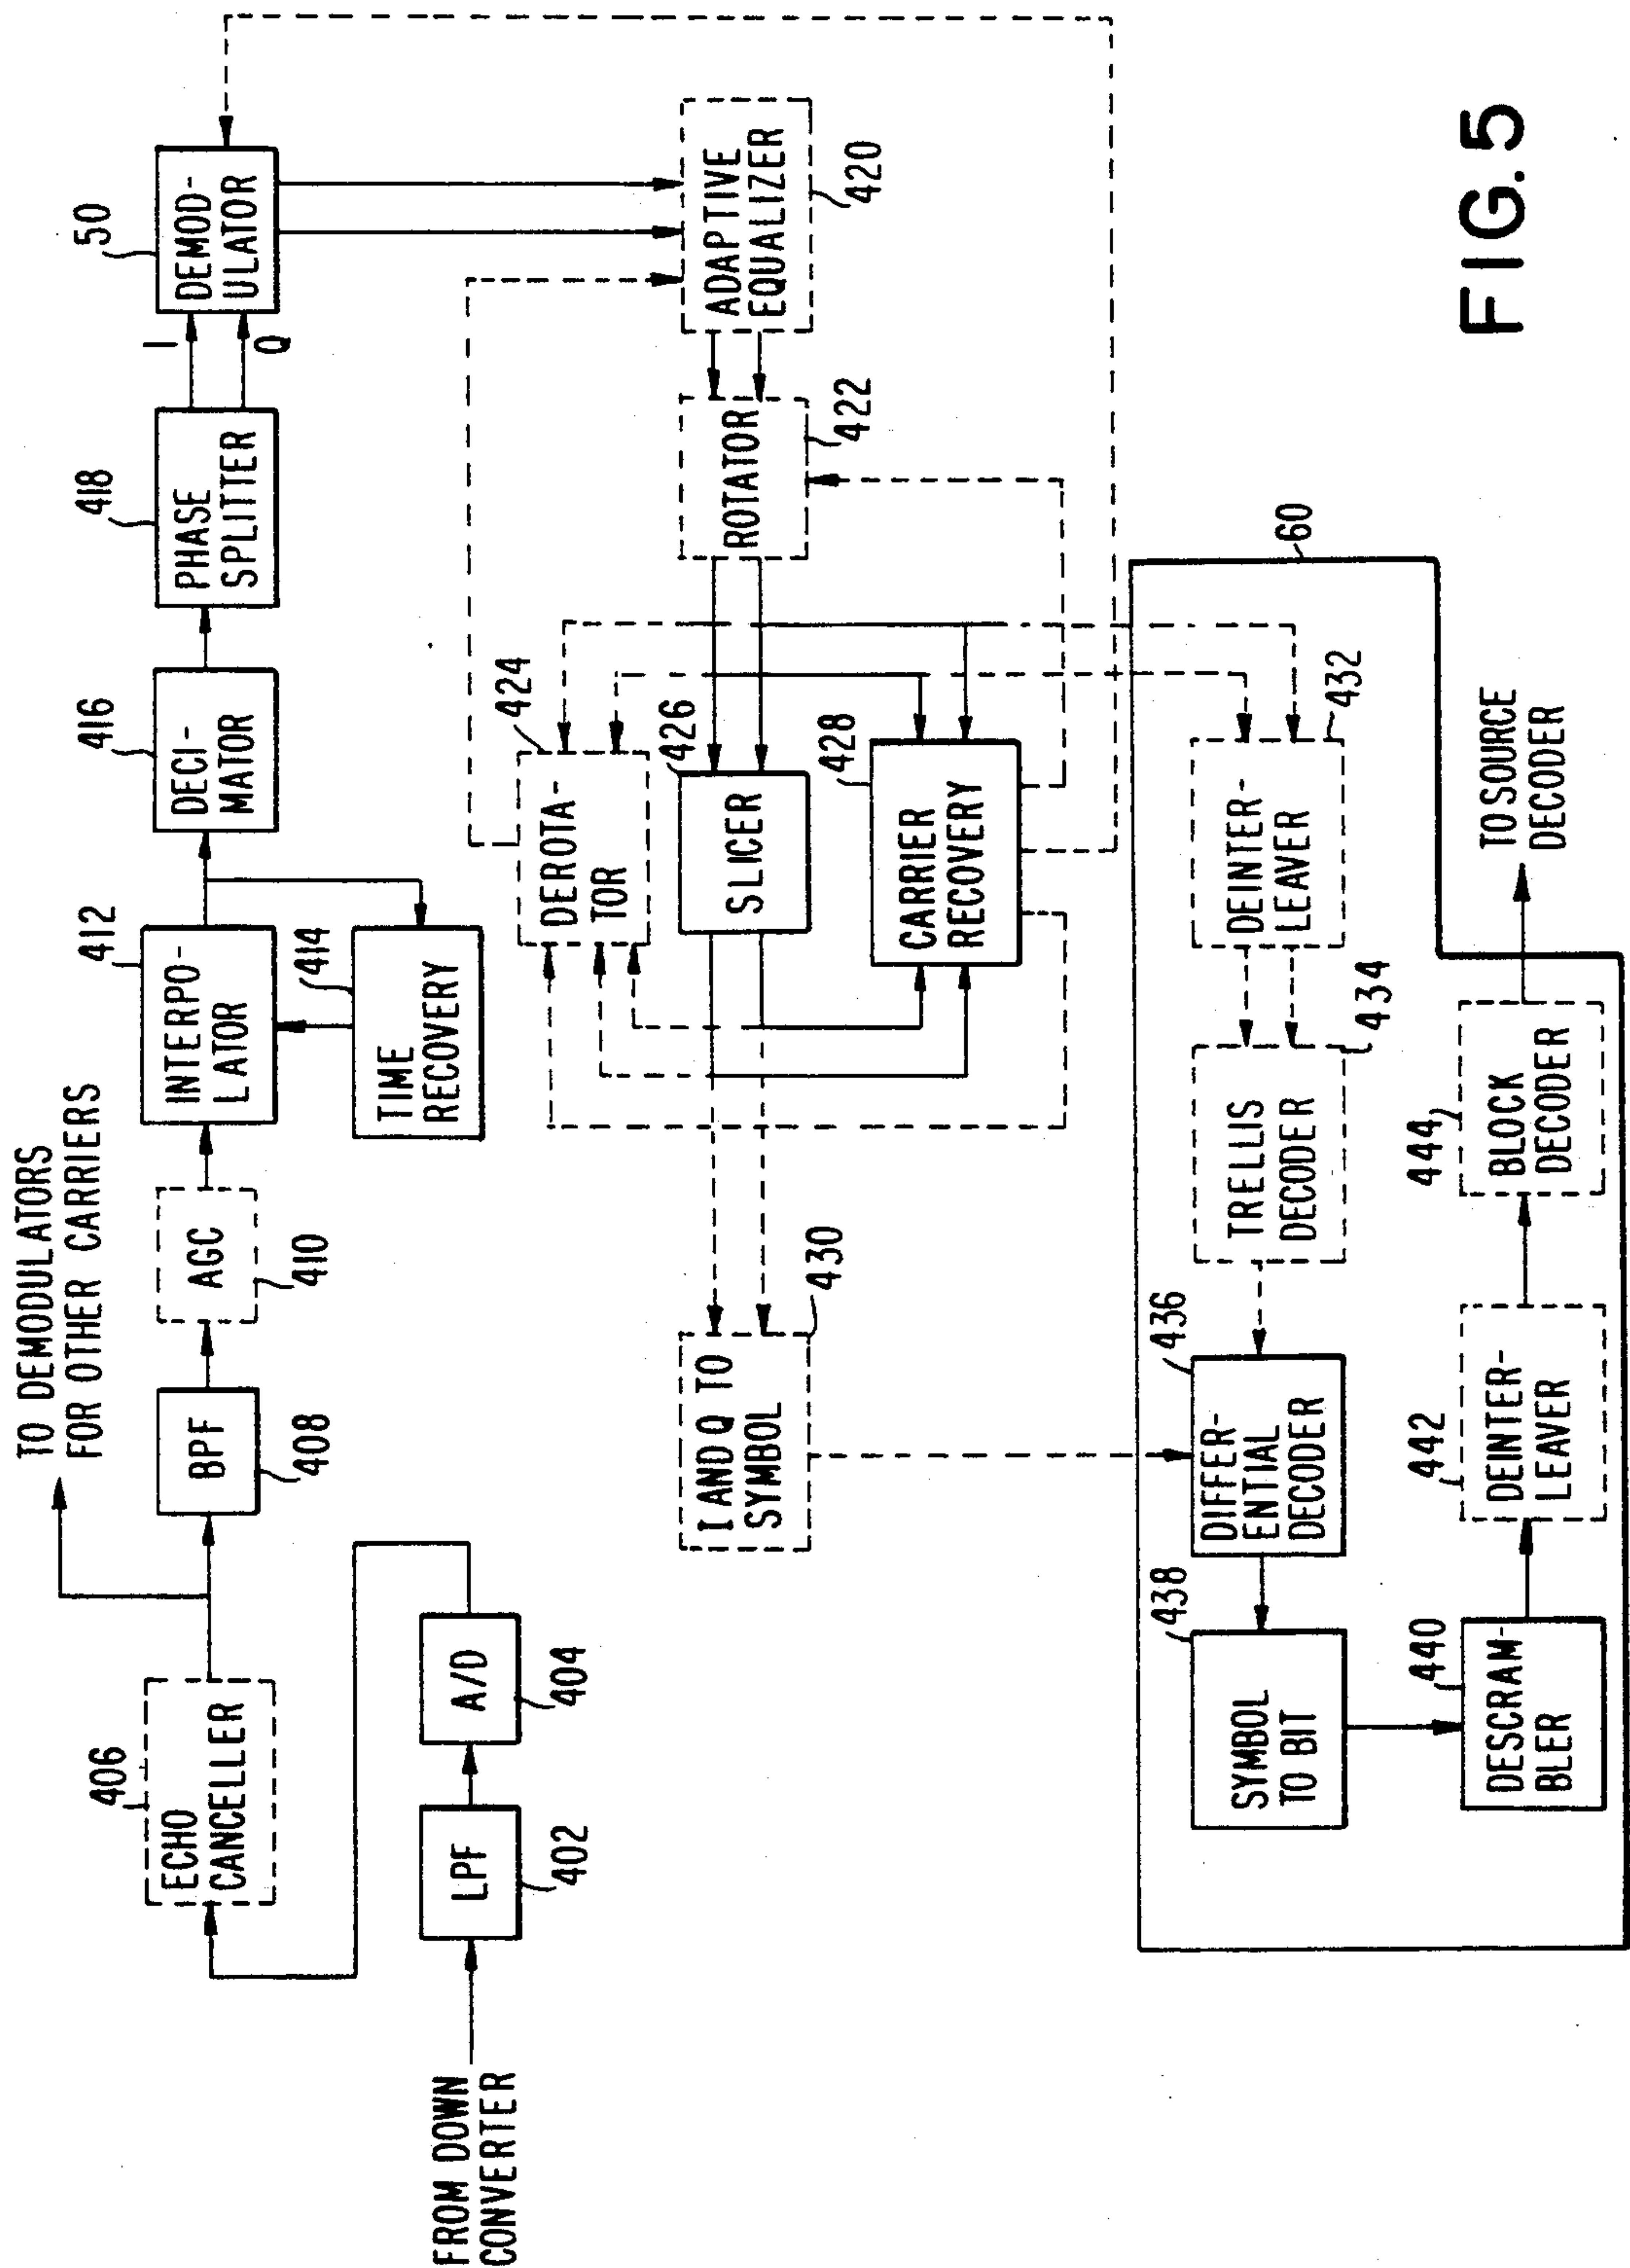 TO DEMODULATORS
FOR OTHER CARRIERS
406
ECHO
CANCELLER
BPF
408
AGC
410
412
INTERPO-
LATOR
414
TIME
RECOVERY
416
DECI-
MATOR
418
PHASE
SPLITTER
I
Q
50
DEMOD-
ULATOR
FROM DOWN
CONVERTER
LPF
402
A/D
404
424
DEROTA-
TOR
ROTATOR
422
ADAPTIVE
EQUALIZER
420
I AND Q TO
SYMBOL
430
426
SLICER
428
CARRIER
RECOVERY
60
438
SYMBOL
TO BIT
436
DIFFER-
ENTIAL
DECODER
TRELLIS
DECODER
434
DEINTER-
LEAVER
432
440
DESCRAM-
BLER
442
DEINTER-
LEAVER
444
BLOCK
DECODER
TO SOURCE
DECODER
FIG. 5